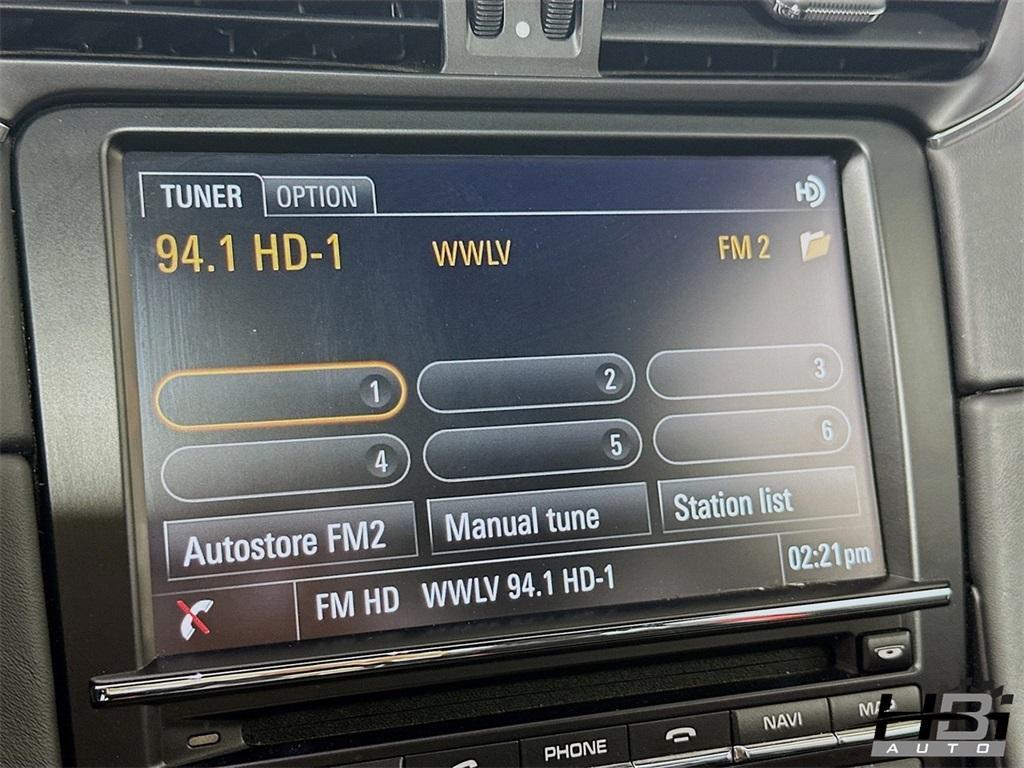 TUNER OPTION HD
94.1 HD-1 WWLV FM 2
1 2 3
4 5 6
Autostore FM2 Manual tune Station list
FM HD WWLV 94.1 HD-1 02:21pm
PHONE NAVI
HBi
AUTO